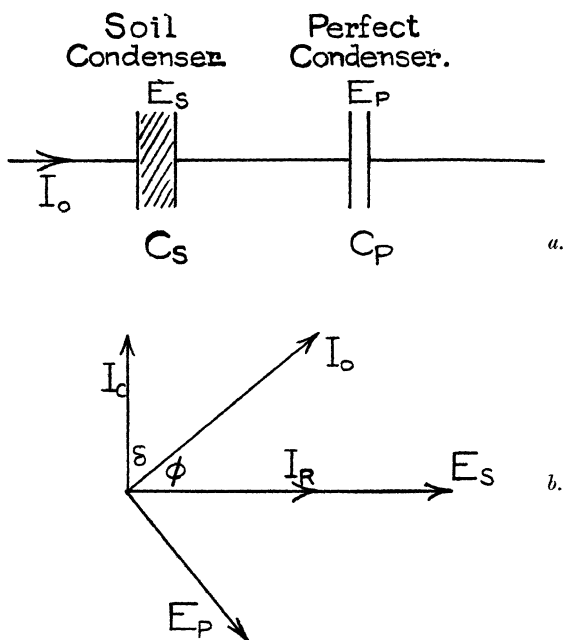 Soil Perfect
Condenser. Condenser.
E_S E_P
I_o
C_S C_P
a.
I_c I_o
δ φ I_R E_S
b.
E_P